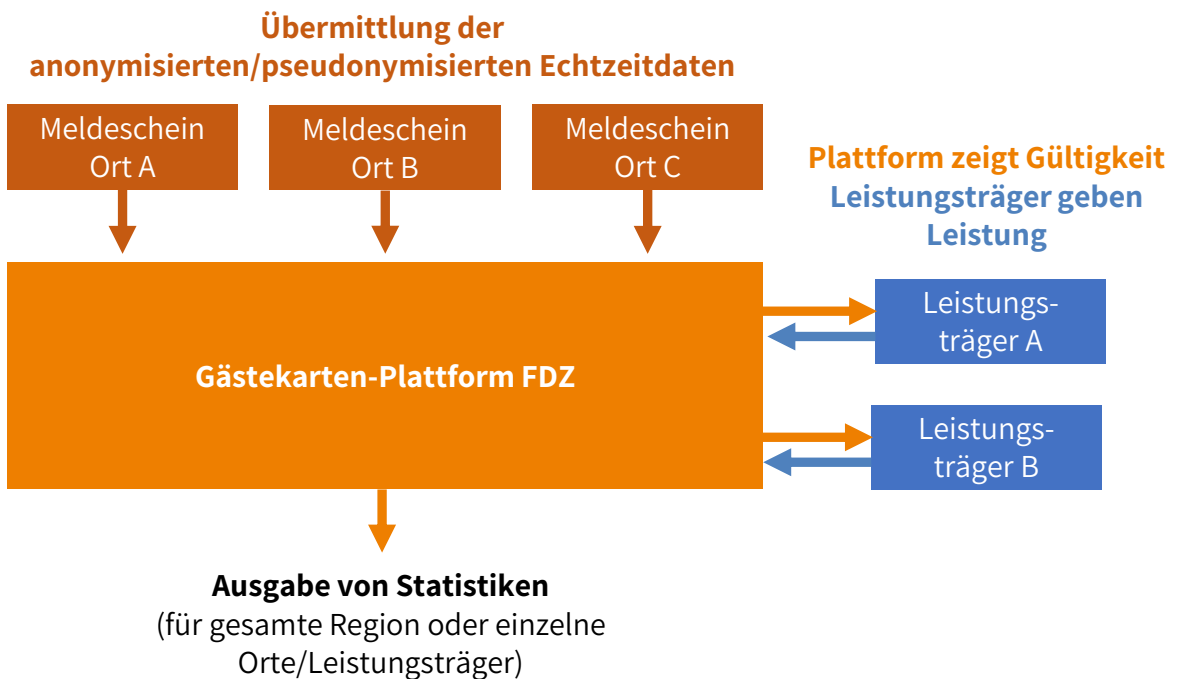 Übermittlung der
anonymisierten/pseudonymisierten Echtzeitdaten
Meldeschein
Ort A
Meldeschein
Ort B
Meldeschein
Ort C
Plattform zeigt Gültigkeit
Leistungsträger geben
Leistung
Gästekarten-Plattform FDZ
Leistungs-
träger A
Leistungs-
träger B
Ausgabe von Statistiken
(für gesamte Region oder einzelne
Orte/Leistungsträger)